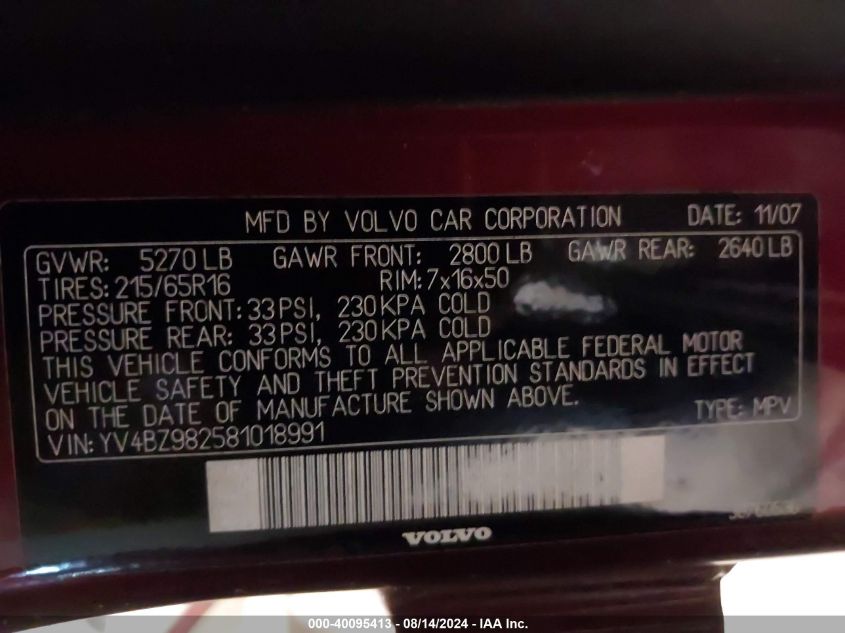 MFD BY VOLVO CAR CORPORATION DATE: 11/07
GVWR: 5270 LB GAWR FRONT: 2800 LB GAWR REAR: 2640 LB
TIRES: 215/65R16 RIM: 7x16x50
PRESSURE FRONT: 33 PSI, 230 KPA COLD
PRESSURE REAR: 33 PSI, 230 KPA COLD
THIS VEHICLE CONFORMS TO ALL APPLICABLE FEDERAL MOTOR
VEHICLE SAFETY AND THEFT PREVENTION STANDARDS IN EFFECT
ON THE DATE OF MANUFACTURE SHOWN ABOVE. TYPE: MPV
VIN: YV4BZ982581018991
VOLVO
000-40095413 - 08/14/2024 - IAA Inc.